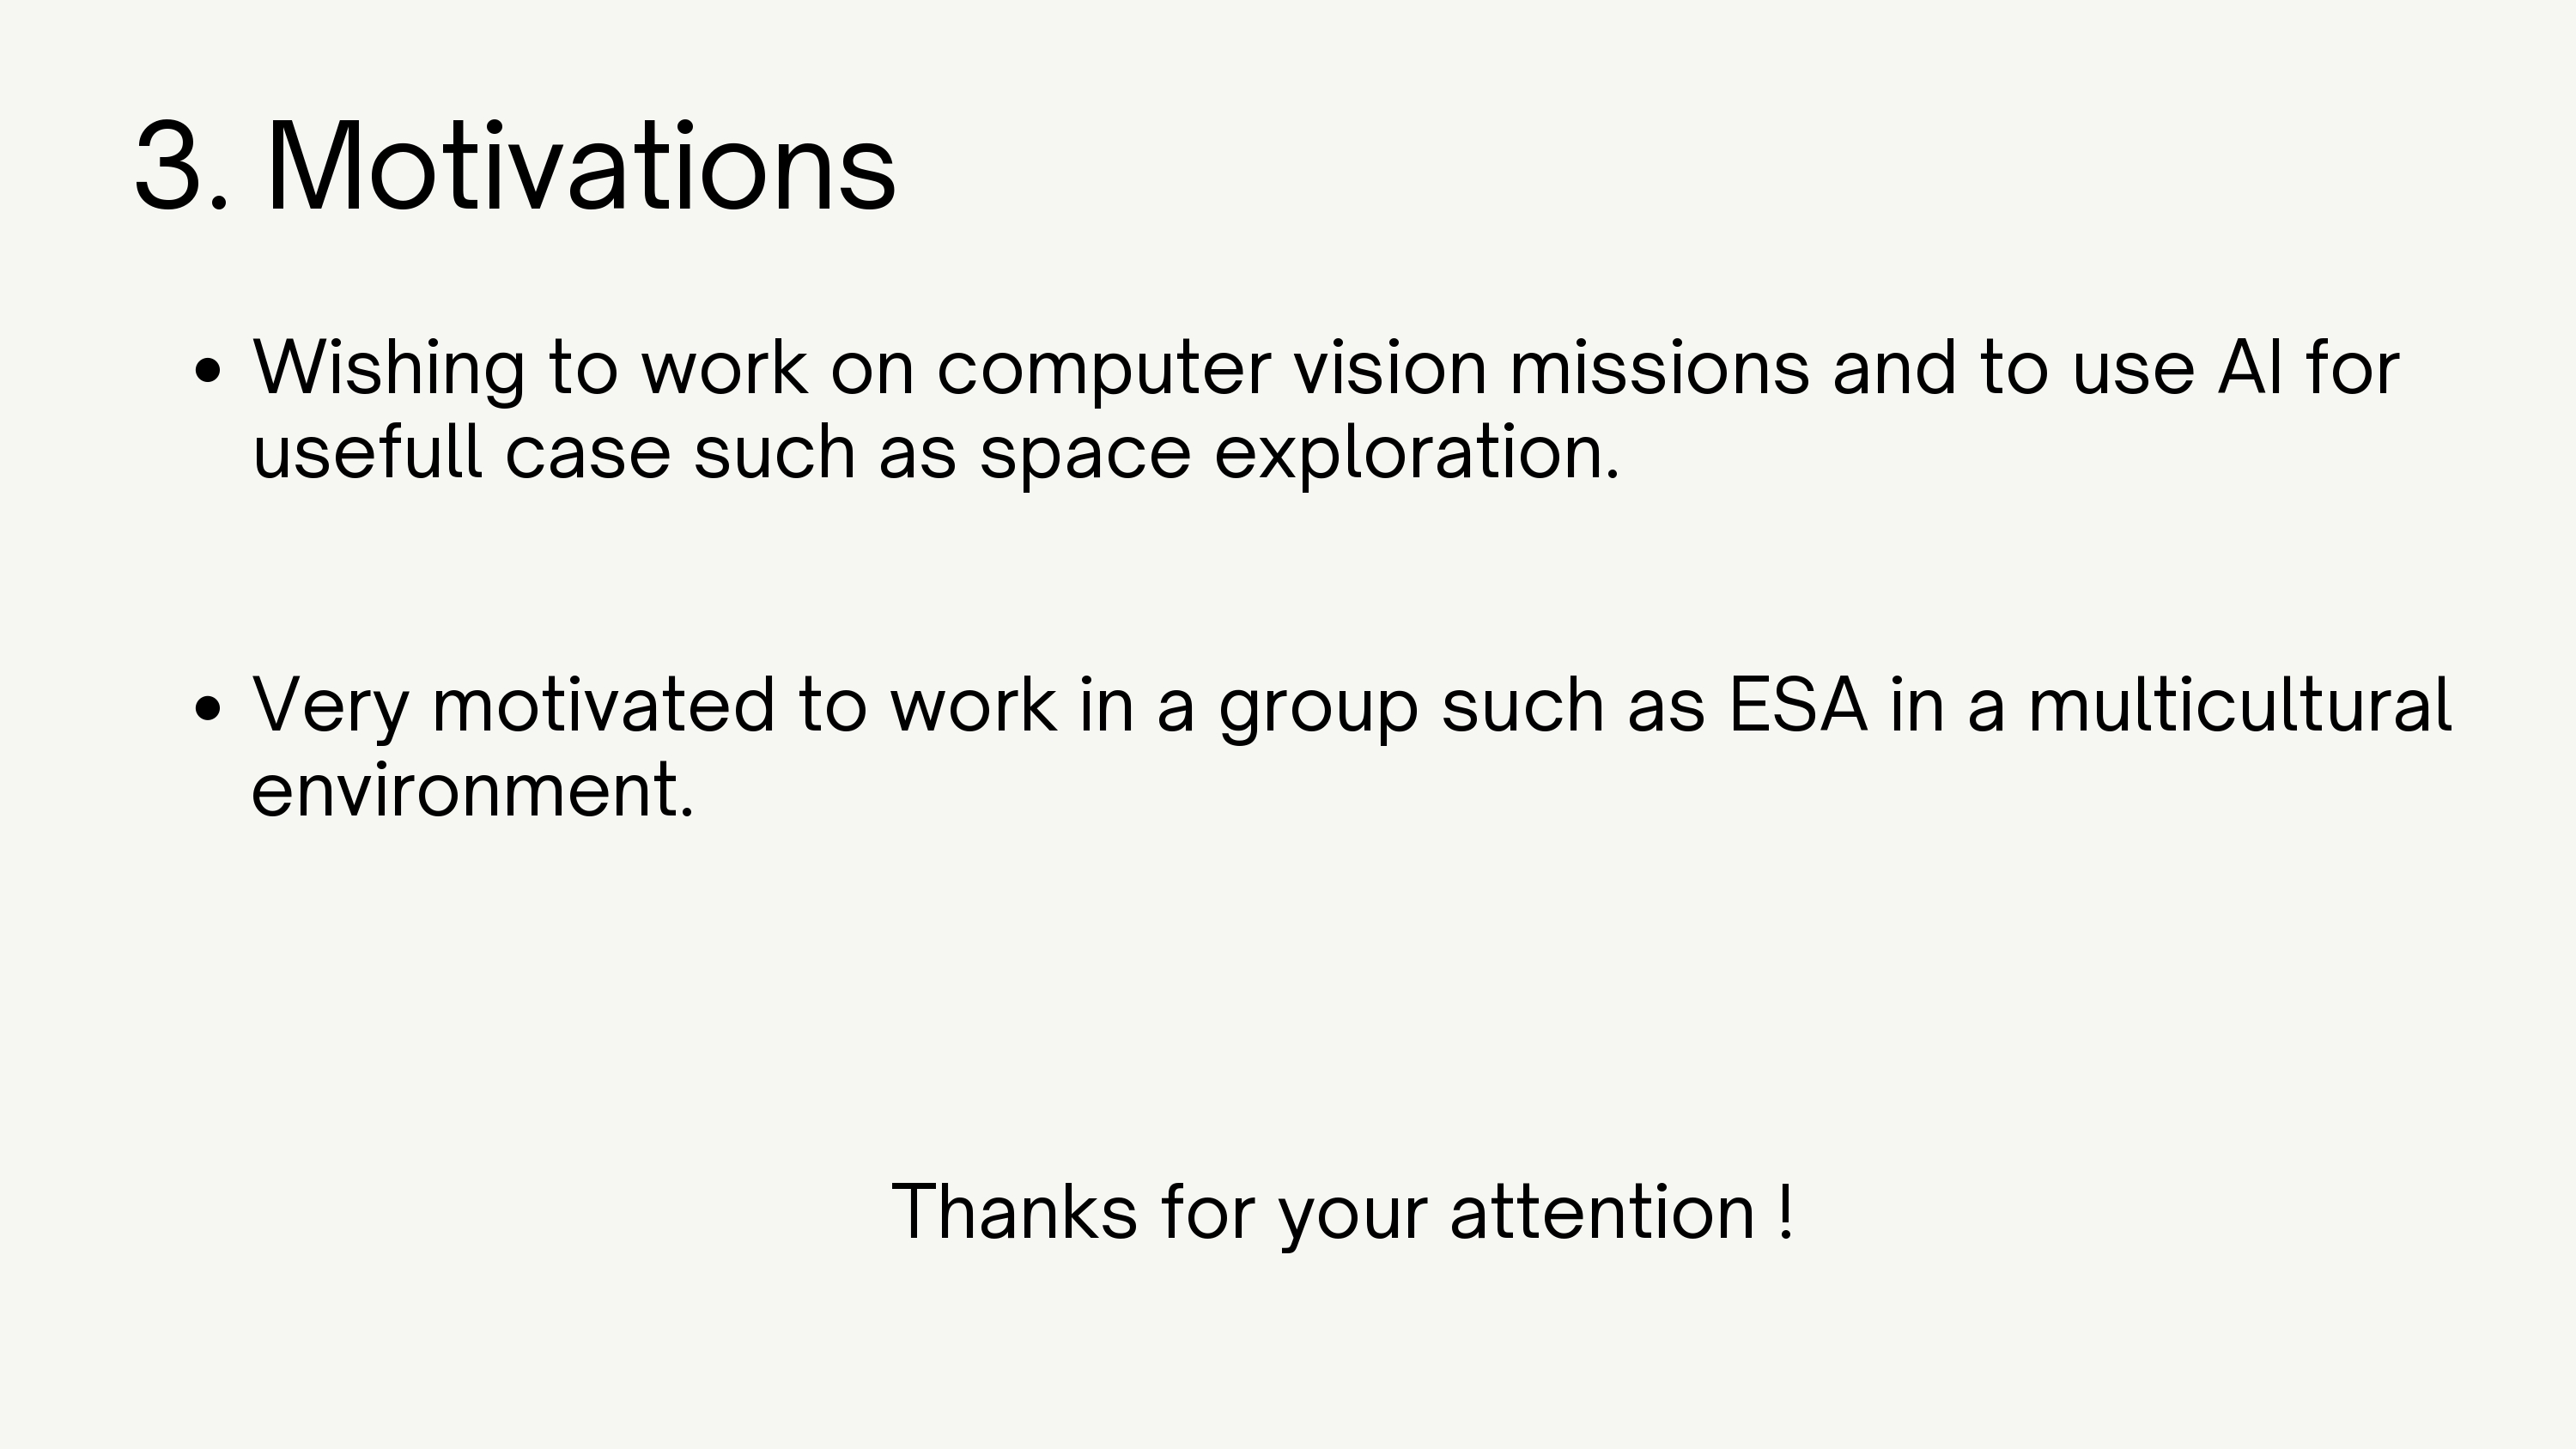 3. Motivations
• Wishing to work on computer vision missions and to use AI for
usefull case such as space exploration.
• Very motivated to work in a group such as ESA in a multicultural
environment.
Thanks for your attention !